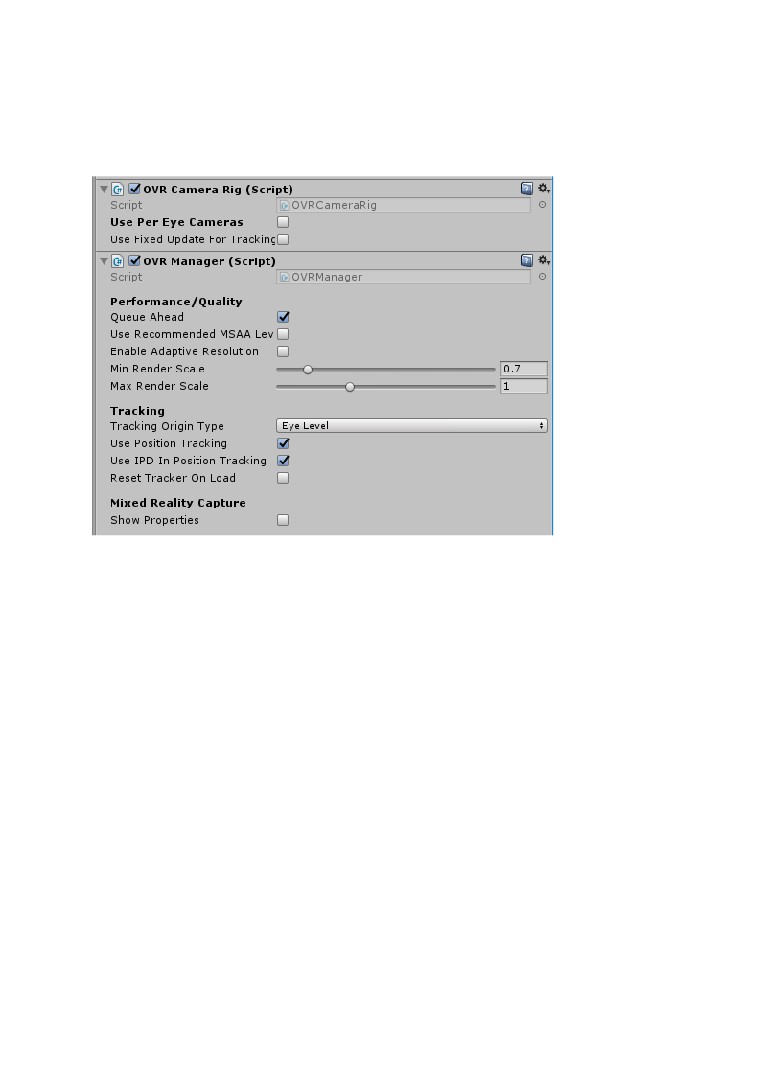 OVR Camera Rig (Script)
Script OVRCameraRig
Use Per Eye Cameras
Use Fixed Update For Tracking
OVR Manager (Script)
Script OVRManager
Performance/Quality
Queue Ahead
Use Recommended MSAA Lev
Enable Adaptive Resolution
Min Render Scale 0.7
Max Render Scale 1
Tracking
Tracking Origin Type Eye Level
Use Position Tracking
Use IPD In Position Tracking
Reset Tracker On Load
Mixed Reality Capture
Show Properties